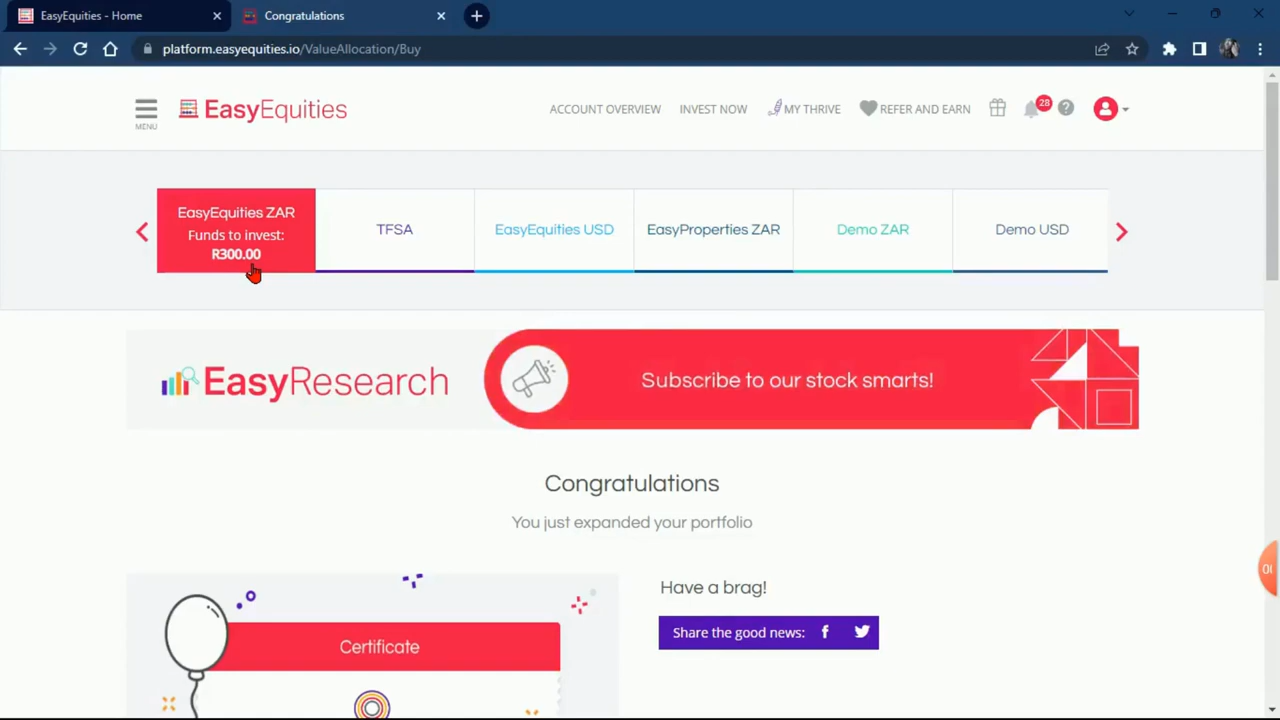 EasyEquities - Home
Congratulations
platform.easyequities.io/ValueAllocation/Buy
MENU
EasyEquities
ACCOUNT OVERVIEW
INVEST NOW
MY THRIVE
REFER AND EARN
28
?
EasyEquities ZAR
Funds to invest:
R300.00
TFSA
EasyEquities USD
EasyProperties ZAR
Demo ZAR
Demo USD
EasyResearch
Subscribe to our stock smarts!
Congratulations
You just expanded your portfolio
Certificate
Have a brag!
Share the good news: